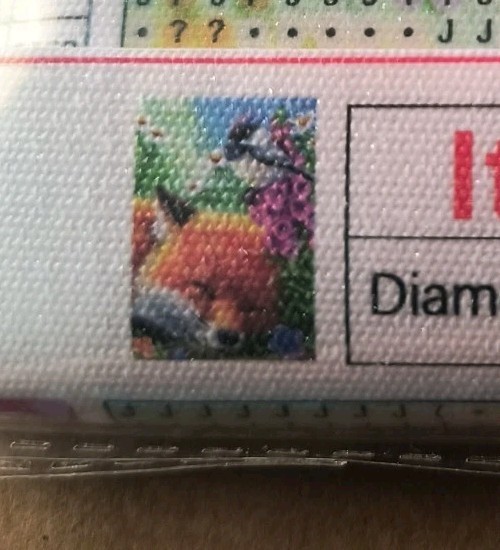 • ? ? • • • • • J J
It
Diam
J J J J J J J J ( -